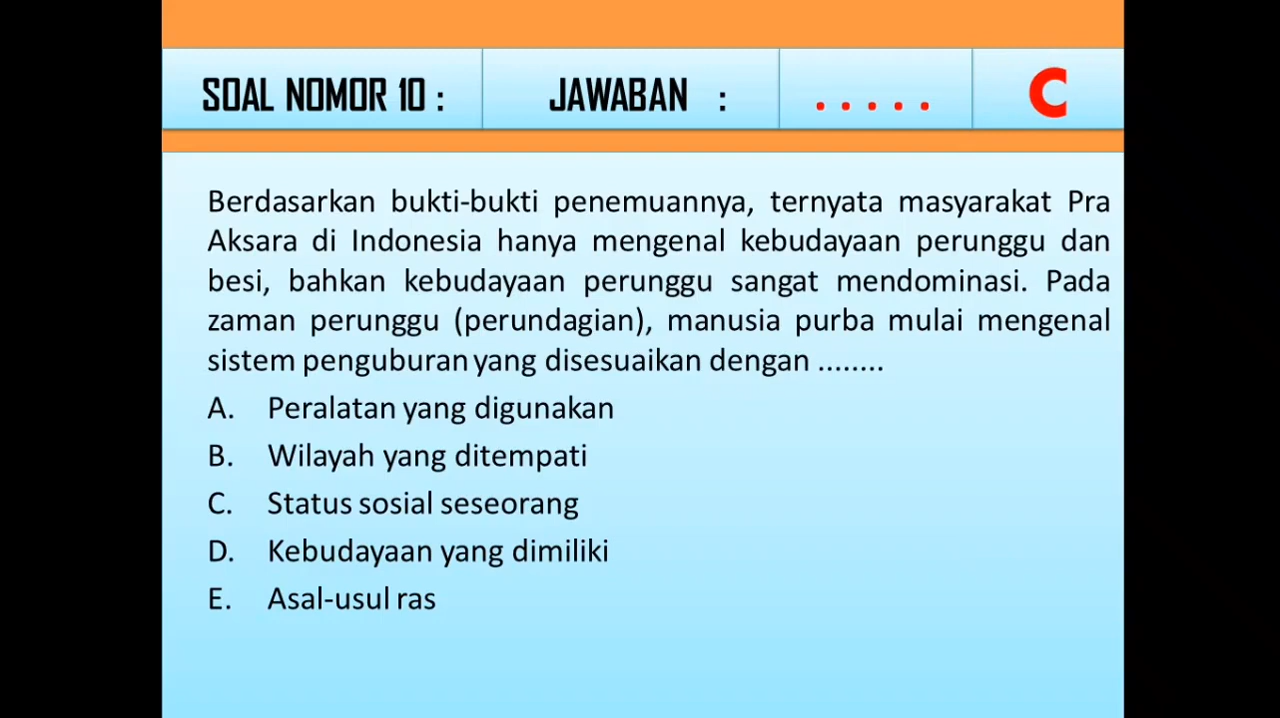 SOAL NOMOR 10 : JAWABAN : ..... C
Berdasarkan bukti-bukti penemuannya, ternyata masyarakat Pra
Aksara di Indonesia hanya mengenal kebudayaan perunggu dan
besi, bahkan kebudayaan perunggu sangat mendominasi. Pada
zaman perunggu (perundagian), manusia purba mulai mengenal
sistem penguburan yang disesuaikan dengan ........
A. Peralatan yang digunakan
B. Wilayah yang ditempati
C. Status sosial seseorang
D. Kebudayaan yang dimiliki
E. Asal-usul ras